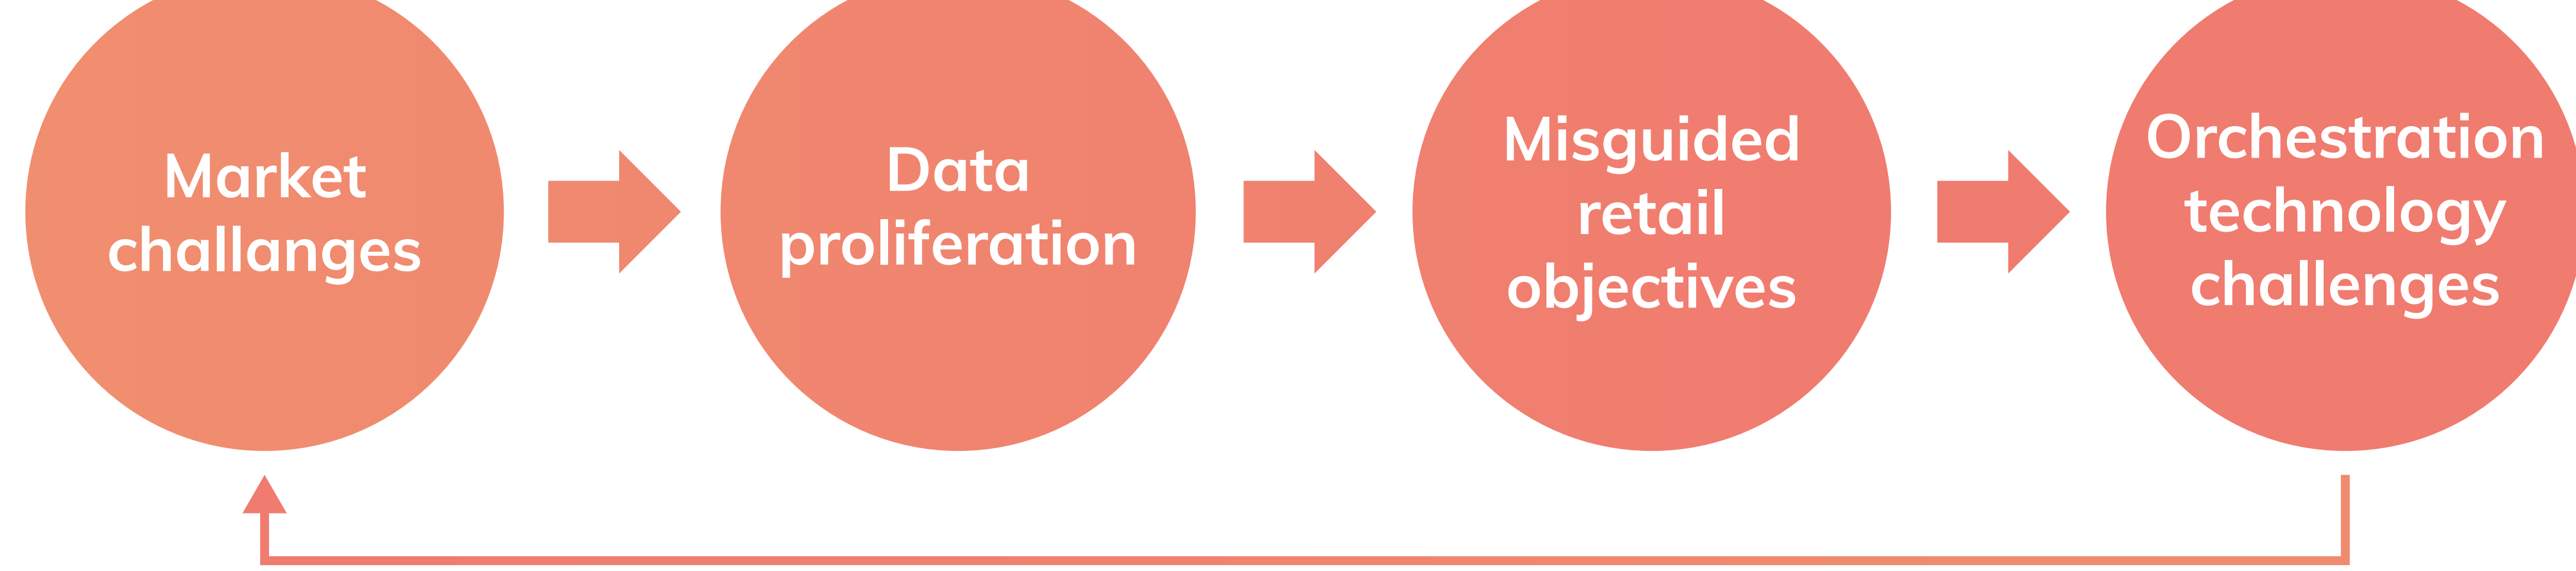 Market
challanges
Data
proliferation
Misguided
retail
objectives
Orchestration
technology
challenges